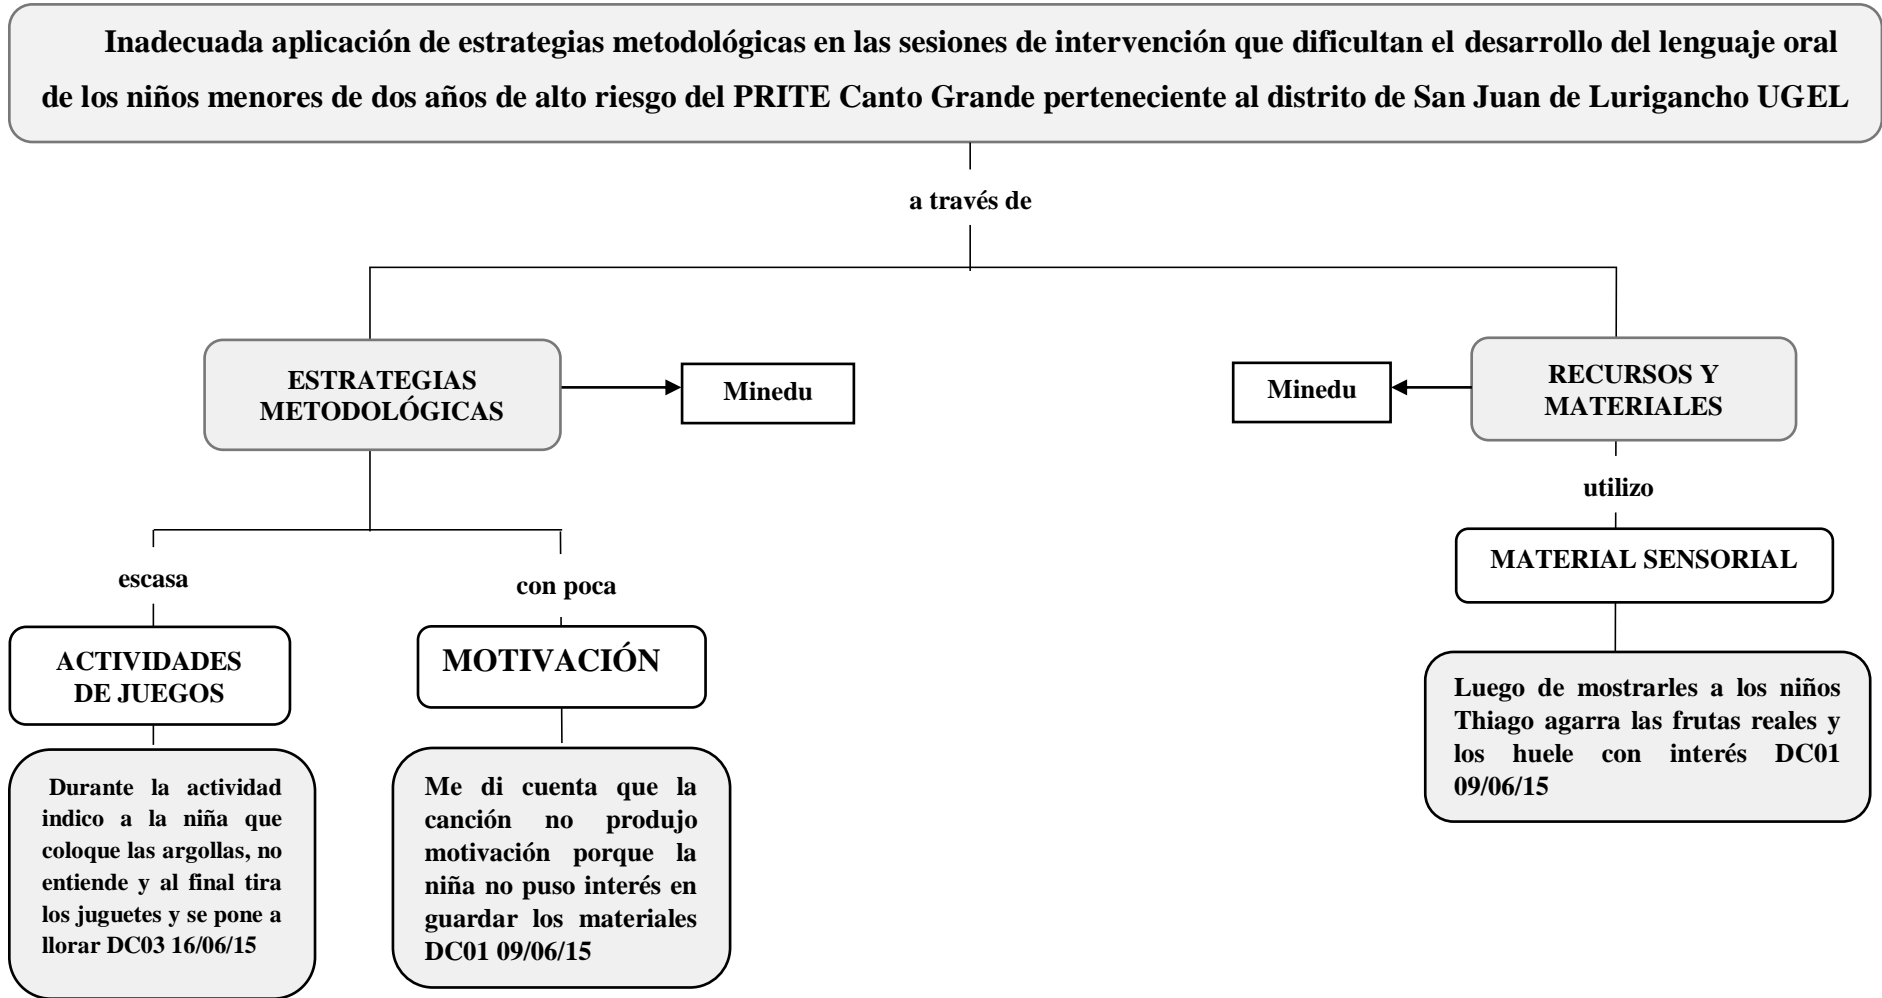 Inadecuada aplicación de estrategias metodológicas en las sesiones de intervención que dificultan el desarrollo del lenguaje oral
de los niños menores de dos años de alto riesgo del PRITE Canto Grande perteneciente al distrito de San Juan de Lurigancho UGEL
a través de
ESTRATEGIAS
METODOLÓGICAS
Minedu
Minedu
RECURSOS Y
MATERIALES
utilizo
escasa
con poca
MATERIAL SENSORIAL
ACTIVIDADES
DE JUEGOS
MOTIVACIÓN
Durante la actividad
indico a la niña que
coloque las argollas, no
entiende y al final tira
los juguetes y se pone a
llorar DC03 16/06/15
Me di cuenta que la
canción no produjo
motivación porque la
niña no puso interés en
guardar los materiales
DC01 09/06/15
Luego de mostrarles a los niños
Thiago agarra las frutas reales y
los huele con interés DC01
09/06/15